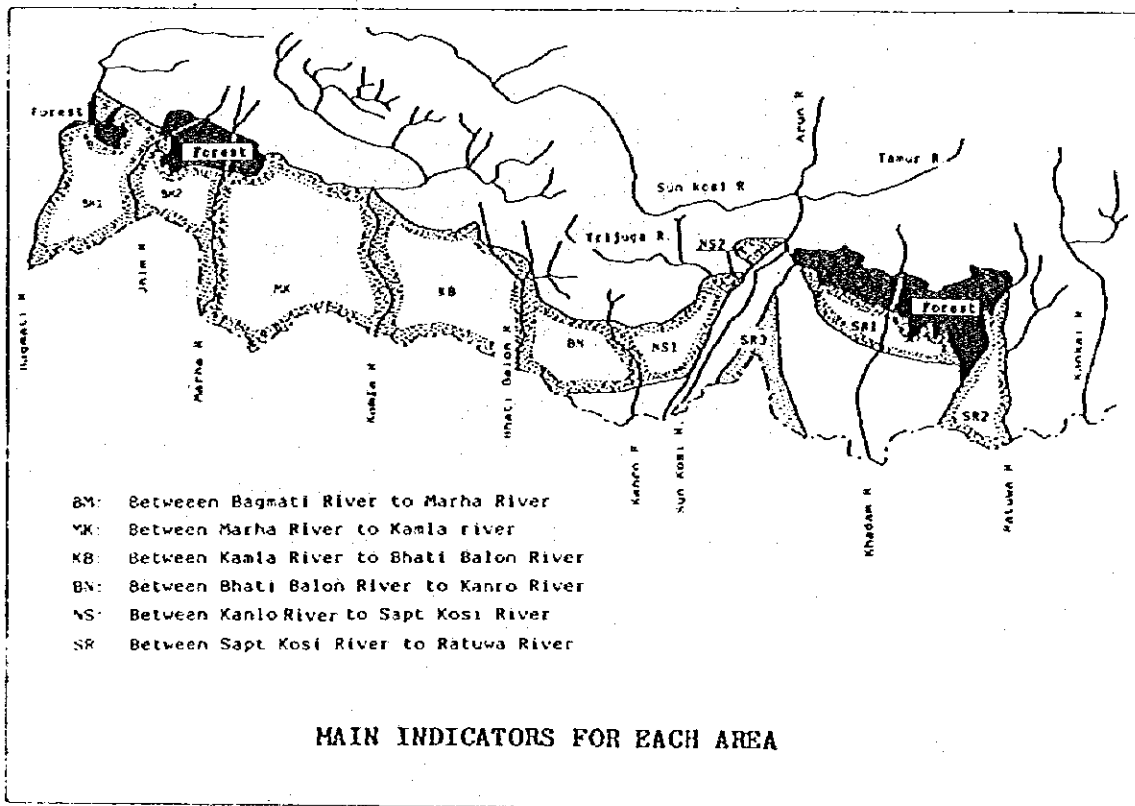 Forest
Forest
BM1
BM2
MK
KB
BN
NS1
NS2
SR3
SR1
Forest
SR2
Sun kosi R
Arun R
Tamur R
Trijuga R.
Bagmati R
Jhim R
Marha R
Kamla R
Bhati Balon R
Kanro R
Sun Kosi R.
Khadam R
Ratuwa R
Kankai R
BM: Betweeen Bagmati River to Marha River
MK: Between Marha River to Kamla river
KB: Between Kamla River to Bhati Balon River
BN: Between Bhati Balon River to Kanro River
NS: Between Kanlo River to Sapt Kosi River
SR Between Sapt Kosi River to Ratuwa River
MAIN INDICATORS FOR EACH AREA